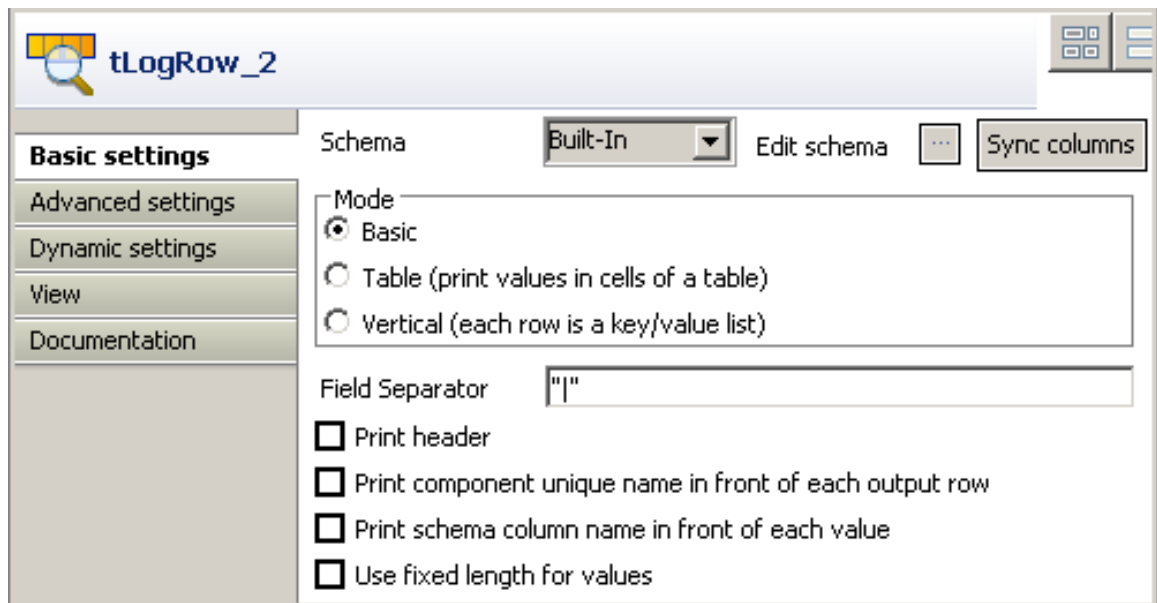 tLogRow_2
Basic settings
Advanced settings
Dynamic settings
View
Documentation
Schema Built-In Edit schema ... Sync columns
Mode
Basic
Table (print values in cells of a table)
Vertical (each row is a key/value list)
Field Separator "|"
Print header
Print component unique name in front of each output row
Print schema column name in front of each value
Use fixed length for values